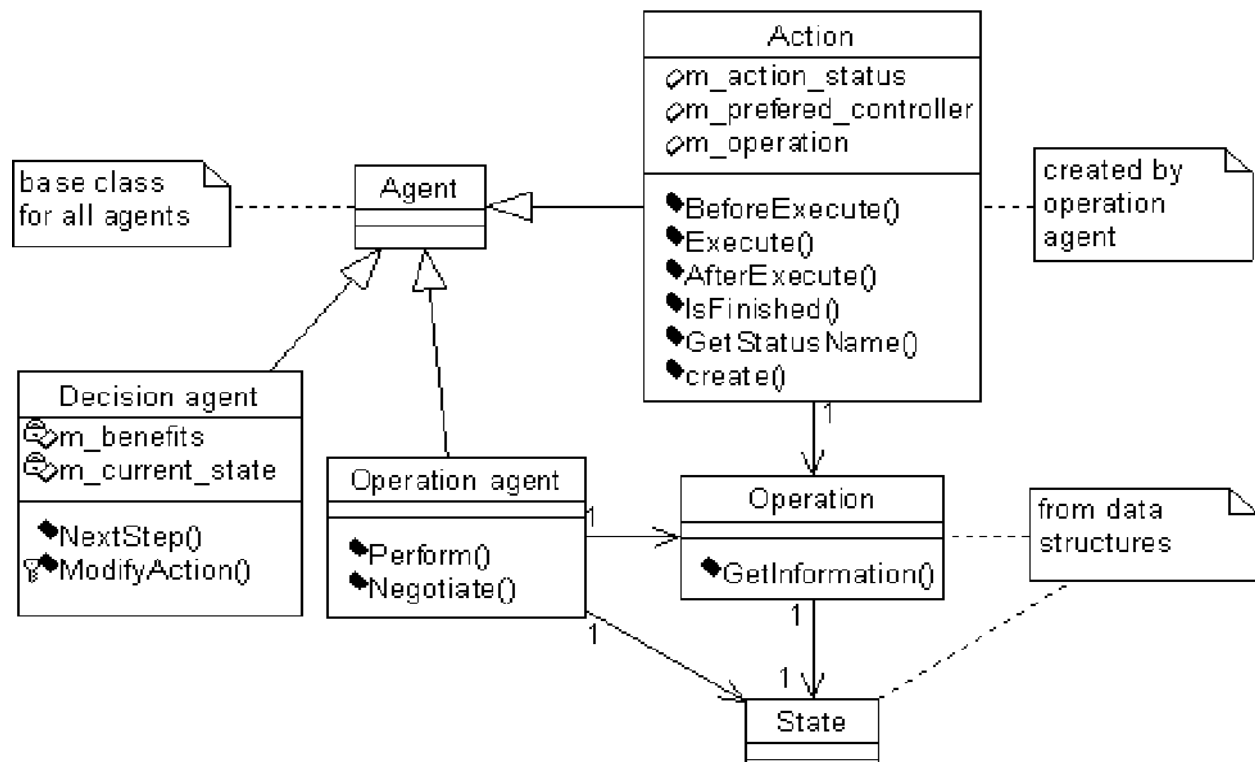 Action
m_action_status
m_prefered_controller
m_operation
BeforeExecute()
Execute()
AfterExecute()
IsFinished()
GetStatusName()
create()
1
base class
for all agents
Agent
created by
operation
agent
Decision agent
m_benefits
m_current_state
NextStep()
ModifyAction()
Operation agent
Perform()
Negotiate()
1
1
Operation
GetInformation()
1
1
from data
structures
State